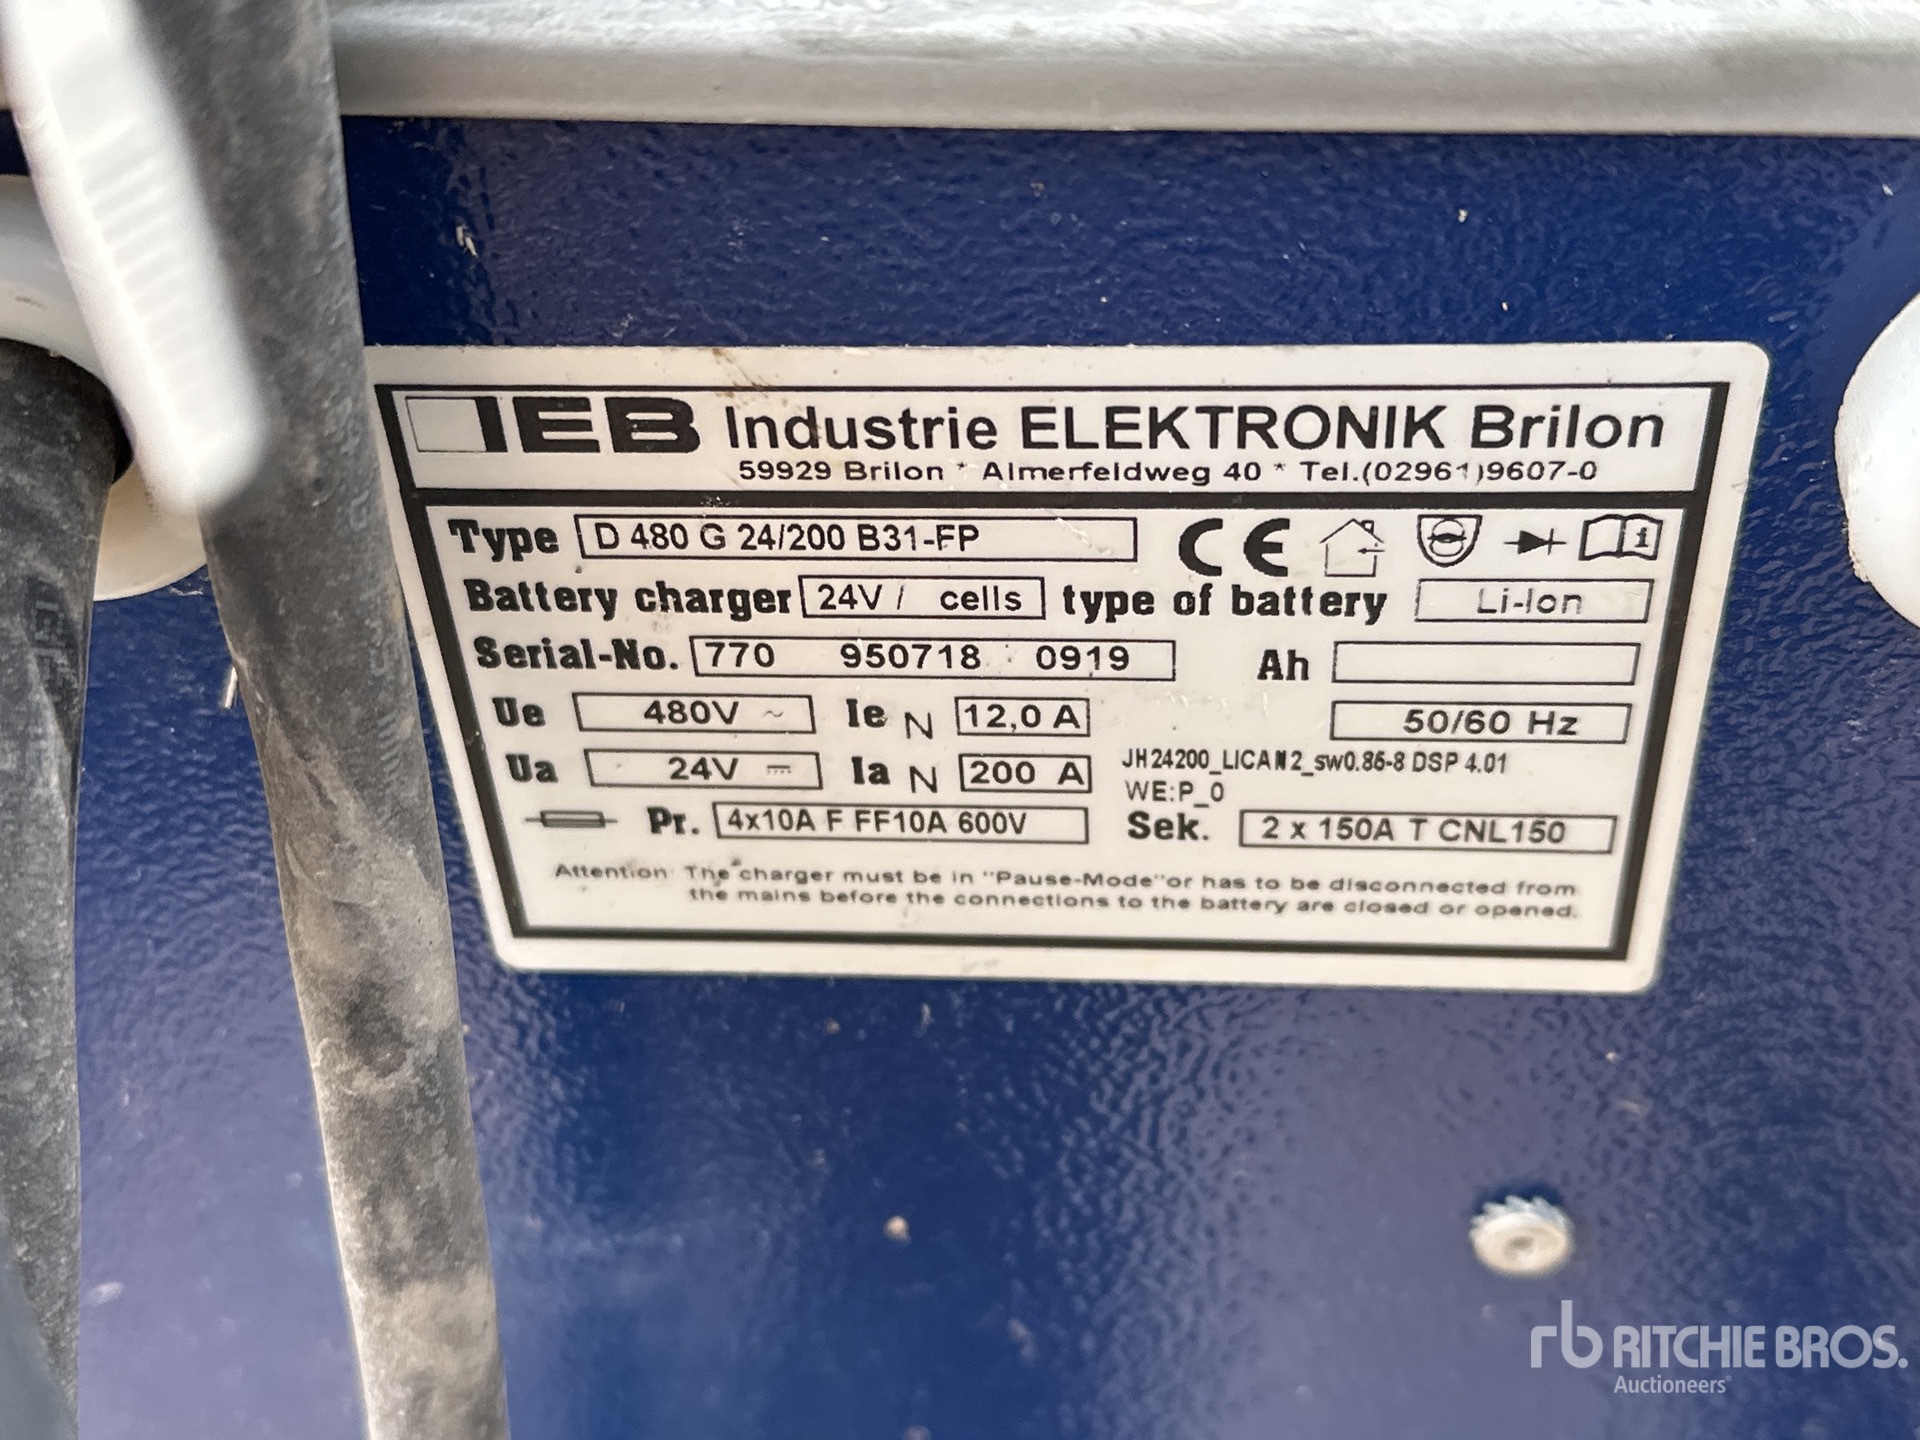 IEB Industrie ELEKTRONIK Brilon
59929 Brilon * Almerfeldweg 40 * Tel.(02961)9607-0
Type D 480 G 24/200 B31-FP CE i
Battery charger 24V / cells type of battery Li-Ion
Serial-No. 770 950718 0919 Ah
Ue 480V ~ Ie N 12,0 A 50/60 Hz
Ua 24V ⎓ Ia N 200 A JH24200_LICAN2_sw0.86-8 DSP 4.01
WE:P_0
Pr. 4x10A F FF10A 600V Sek. 2 x 150A T CNL150
Attention: The charger must be in "Pause-Mode"or has to be disconnected from
the mains before the connections to the battery are closed or opened.
rb RITCHIE BROS.
Auctioneers